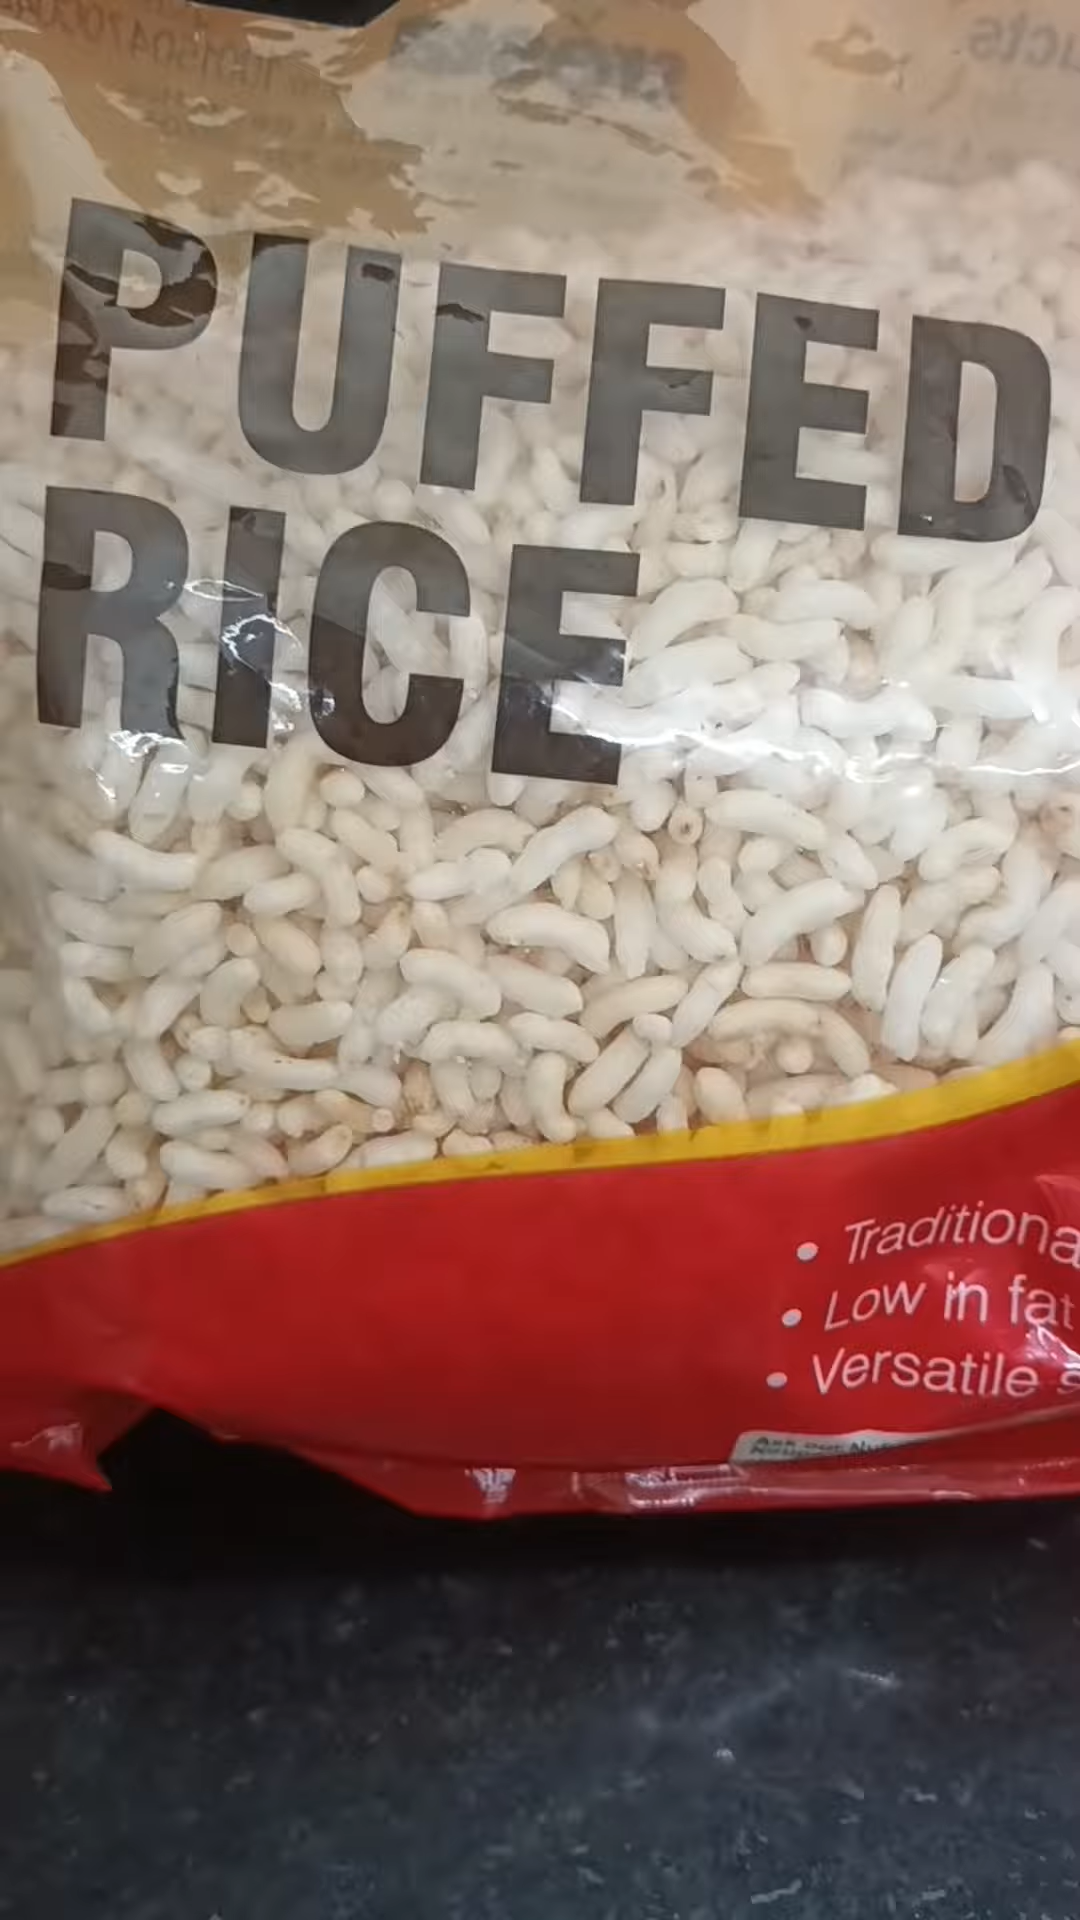 PUFFED
RICE
• Traditiona
• Low in fat
• Versatile s